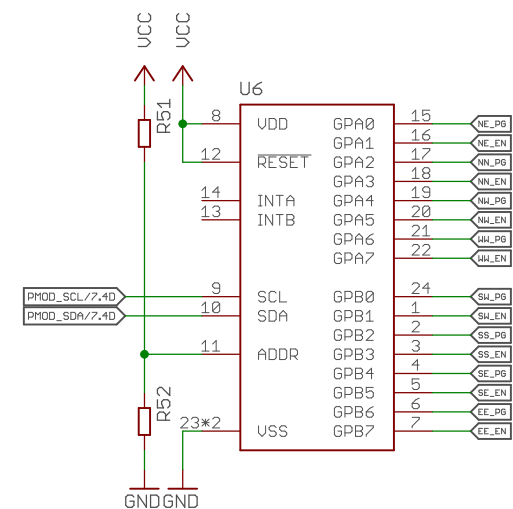 VCC VCC
U6
R51
8 VDD GPA0 15 NE_PG
GPA1 16 NE_EN
12 RESET GPA2 17 NN_PG
GPA3 18 NN_EN
14 INTA GPA4 19 NW_PG
13 INTB GPA5 20 NW_EN
GPA6 21 WW_PG
GPA7 22 WW_EN
PMOD_SCL/7.4D 9 SCL GPB0 24 SW_PG
PMOD_SDA/7.4D 10 SDA GPB1 1 SW_EN
GPB2 2 SS_PG
11 ADDR GPB3 3 SS_EN
GPB4 4 SE_PG
R52
GPB5 5 SE_EN
GPB6 6 EE_PG
23*2 VSS GPB7 7 EE_EN
GND GND